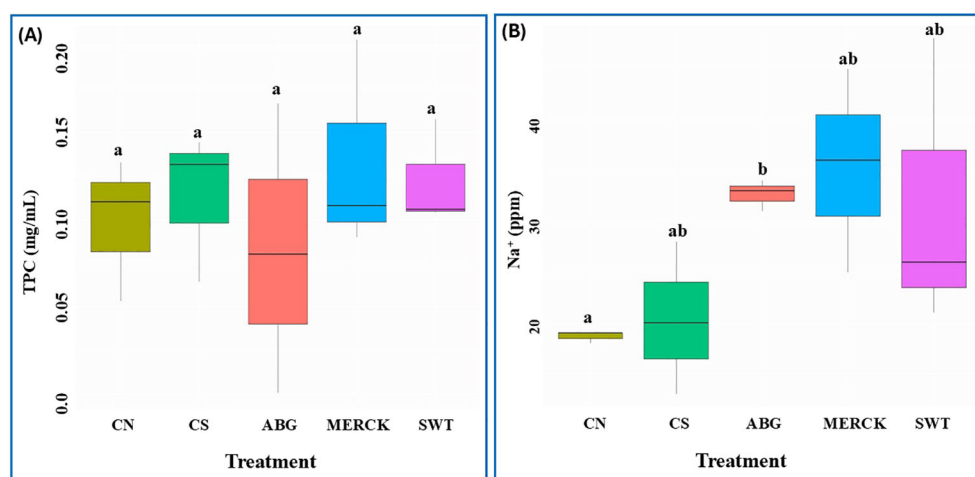 (A)
TPC (mg/mL)
0.20
0.15
0.10
0.05
0.0
a
a
a
a
a
CN
CS
ABG
MERCK
SWT
Treatment
(B)
Na⁺ (ppm)
40
30
20
a
ab
b
ab
ab
CN
CS
ABG
MERCK
SWT
Treatment